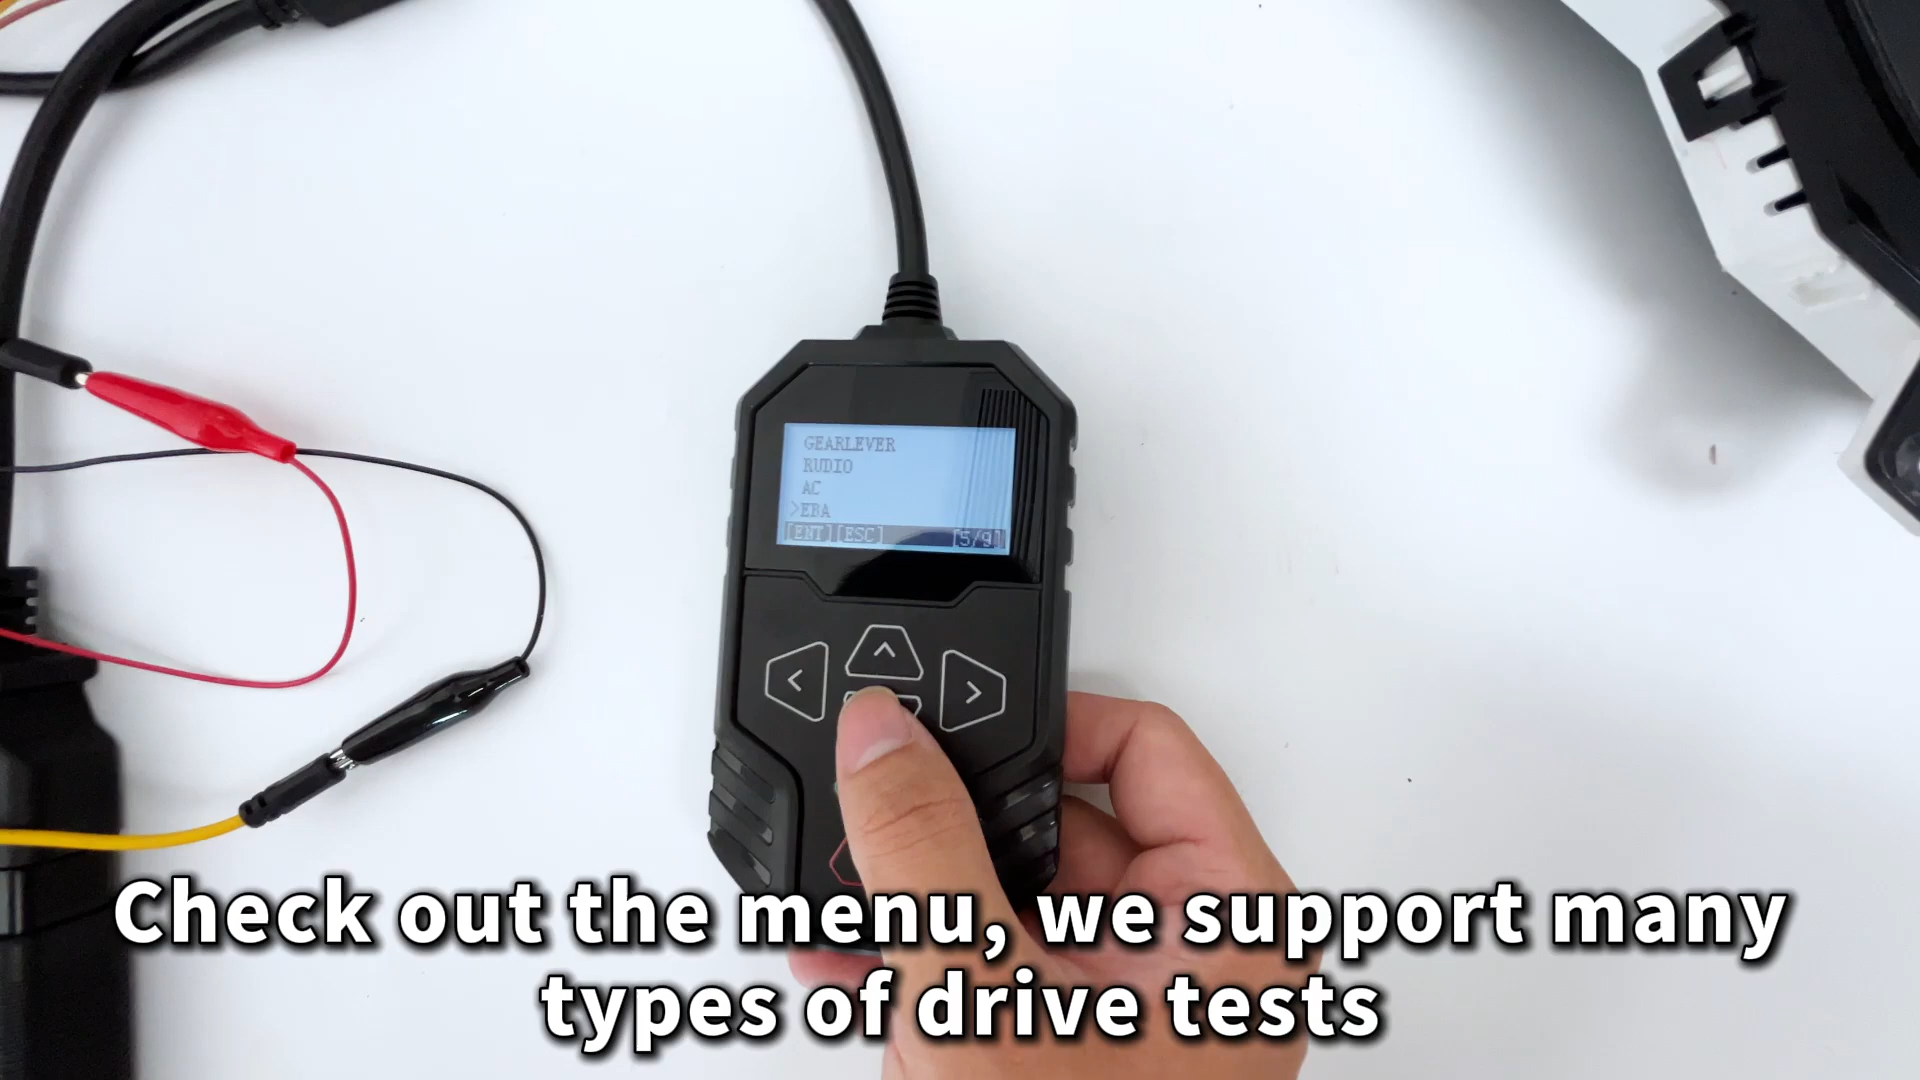 GEARLEVER
RUDIO
AC
>EBA
[ENT][ESC] [5/9]
Check out the menu, we support many
types of drive tests